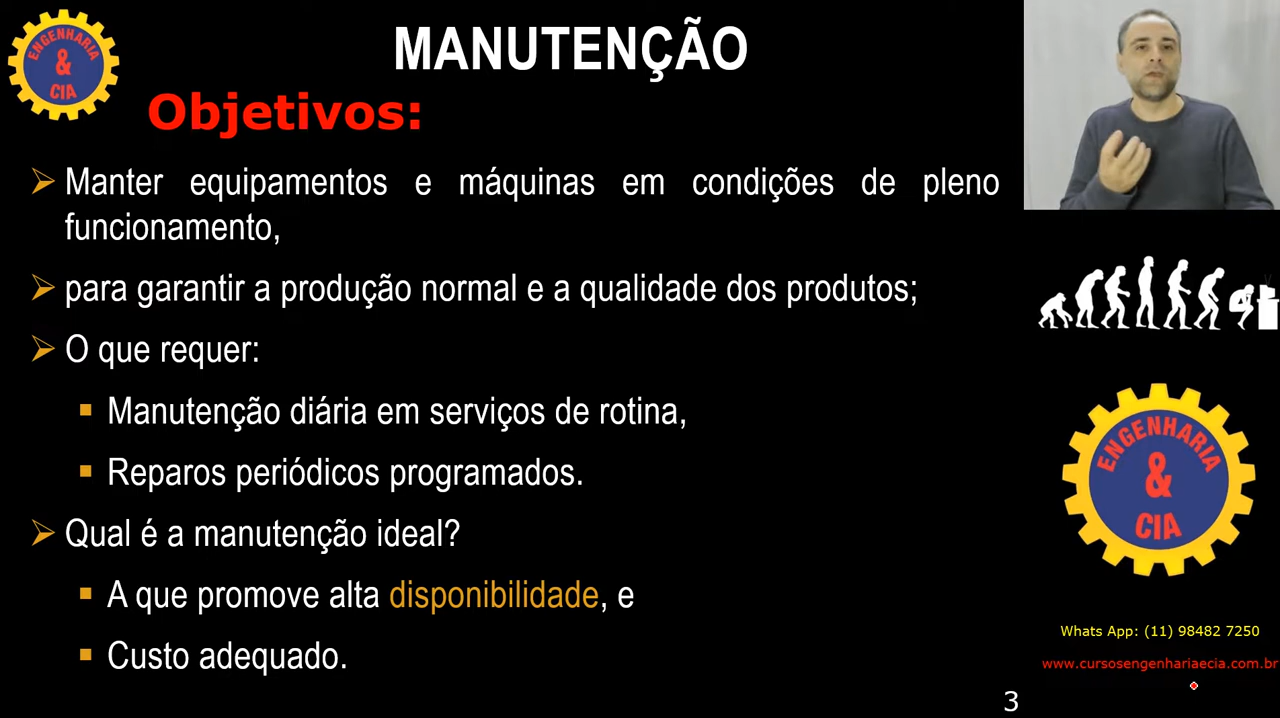 MANUTENÇÃO
ENGENHARIA
&
CIA
Objetivos:
Manter equipamentos e máquinas em condições de pleno
funcionamento,
para garantir a produção normal e a qualidade dos produtos;
O que requer:
Manutenção diária em serviços de rotina,
Reparos periódicos programados.
Qual é a manutenção ideal?
A que promove alta disponibilidade, e
Custo adequado.
ENGENHARIA
&
CIA
Whats App: (11) 98482 7250
www.cursosengenhariaecia.com.br
3